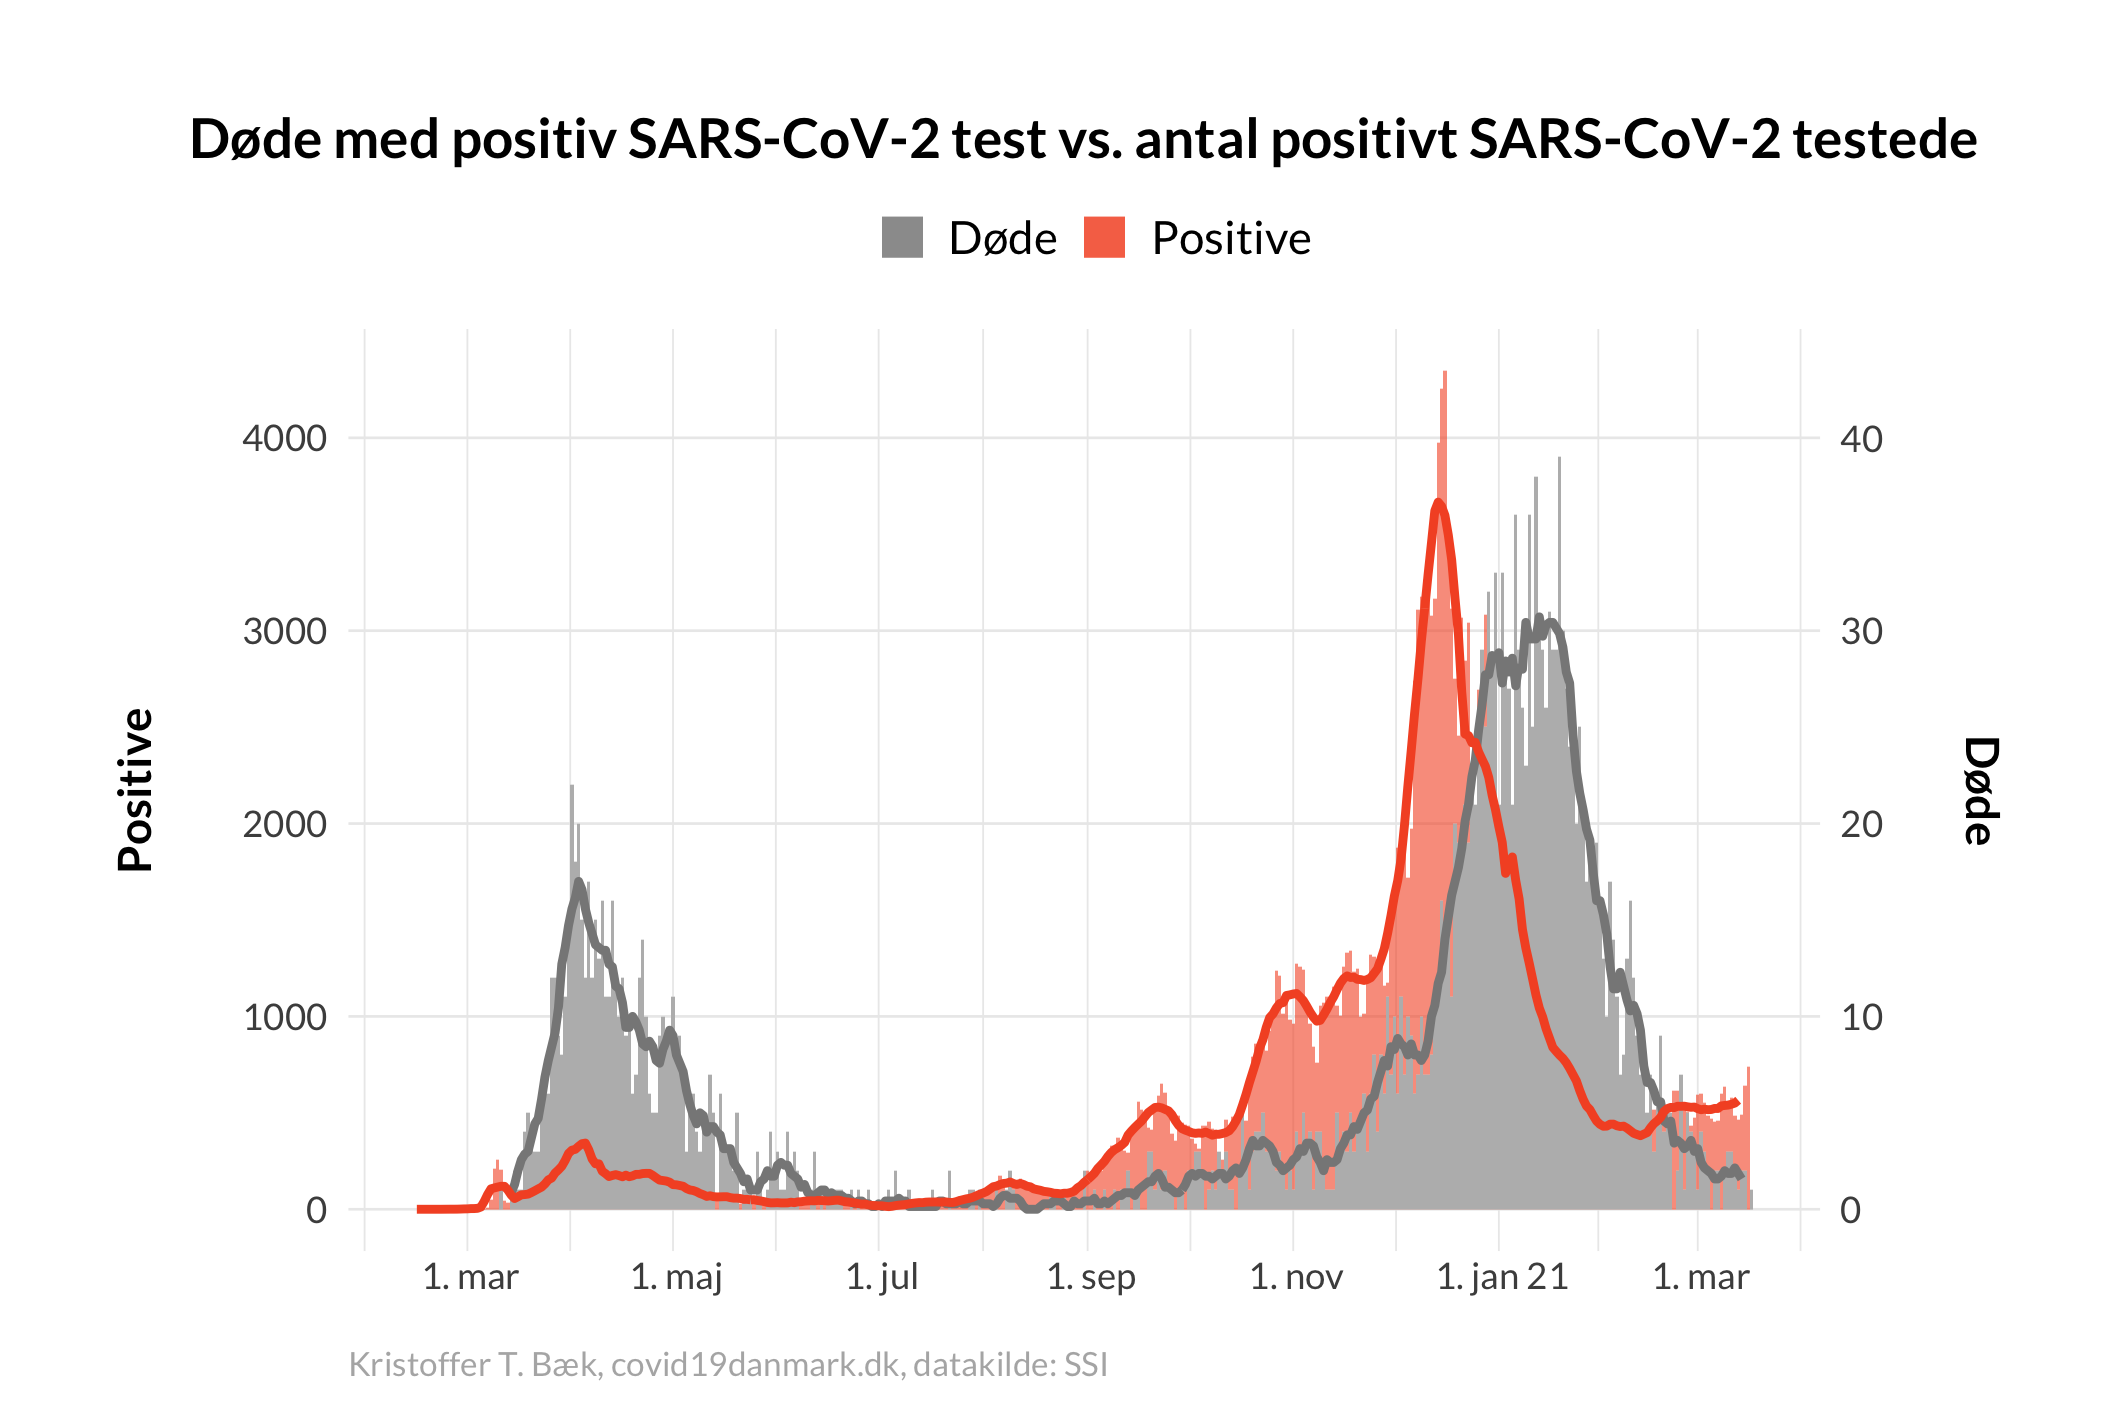 Døde med positiv SARS-CoV-2 test vs. antal positivt SARS-CoV-2 testede
Døde Positive
4000 40
3000 30
2000 20
1000 10
0 0
Positive
Døde
1. mar 1. maj 1. jul 1. sep 1. nov 1. jan 21 1. mar
Kristoffer T. Bæk, covid19danmark.dk, datakilde: SSI